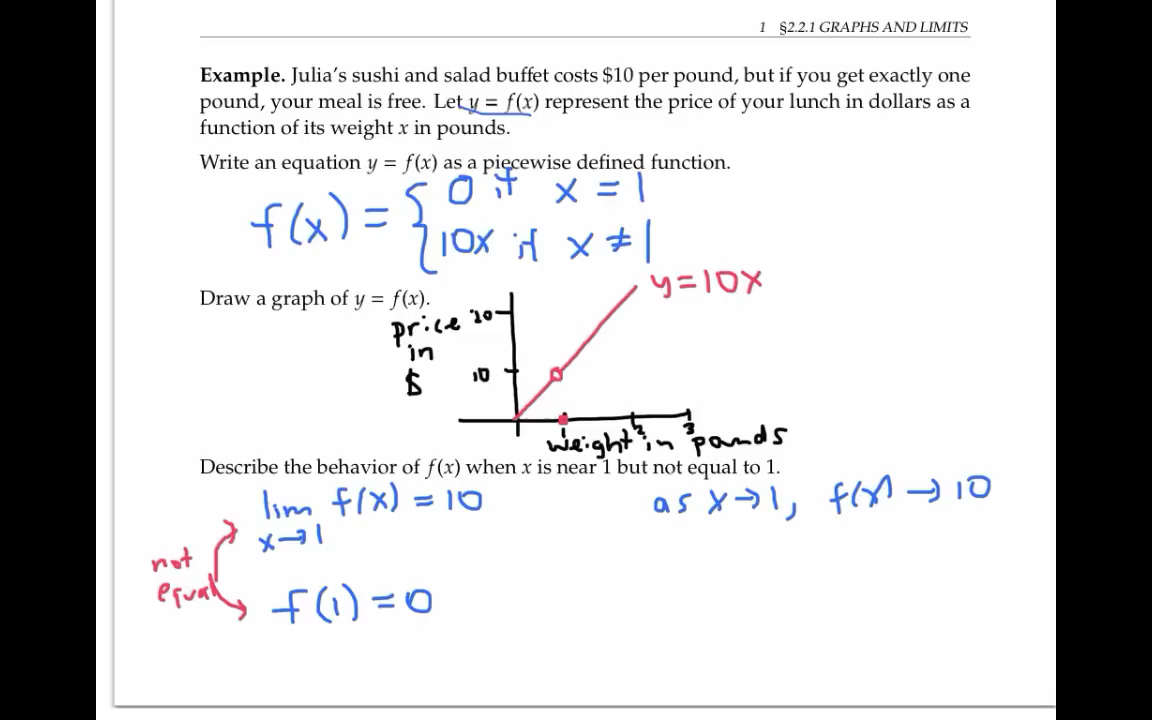 1 §2.2.1 GRAPHS AND LIMITS
Example. Julia's sushi and salad buffet costs $10 per pound, but if you get exactly one
pound, your meal is free. Let y = f(x) represent the price of your lunch in dollars as a
function of its weight x in pounds.
Write an equation y = f(x) as a piecewise defined function.
f(x) = { 0 if x = 1
10x if x ≠ 1
y=10x
Draw a graph of y = f(x).
price
in
$
20
10
1 2 3
weight in pounds
Describe the behavior of f(x) when x is near 1 but not equal to 1.
lim f(x) = 10
x→1
as x→1, f(x) → 10
not
equal
f(1) = 0